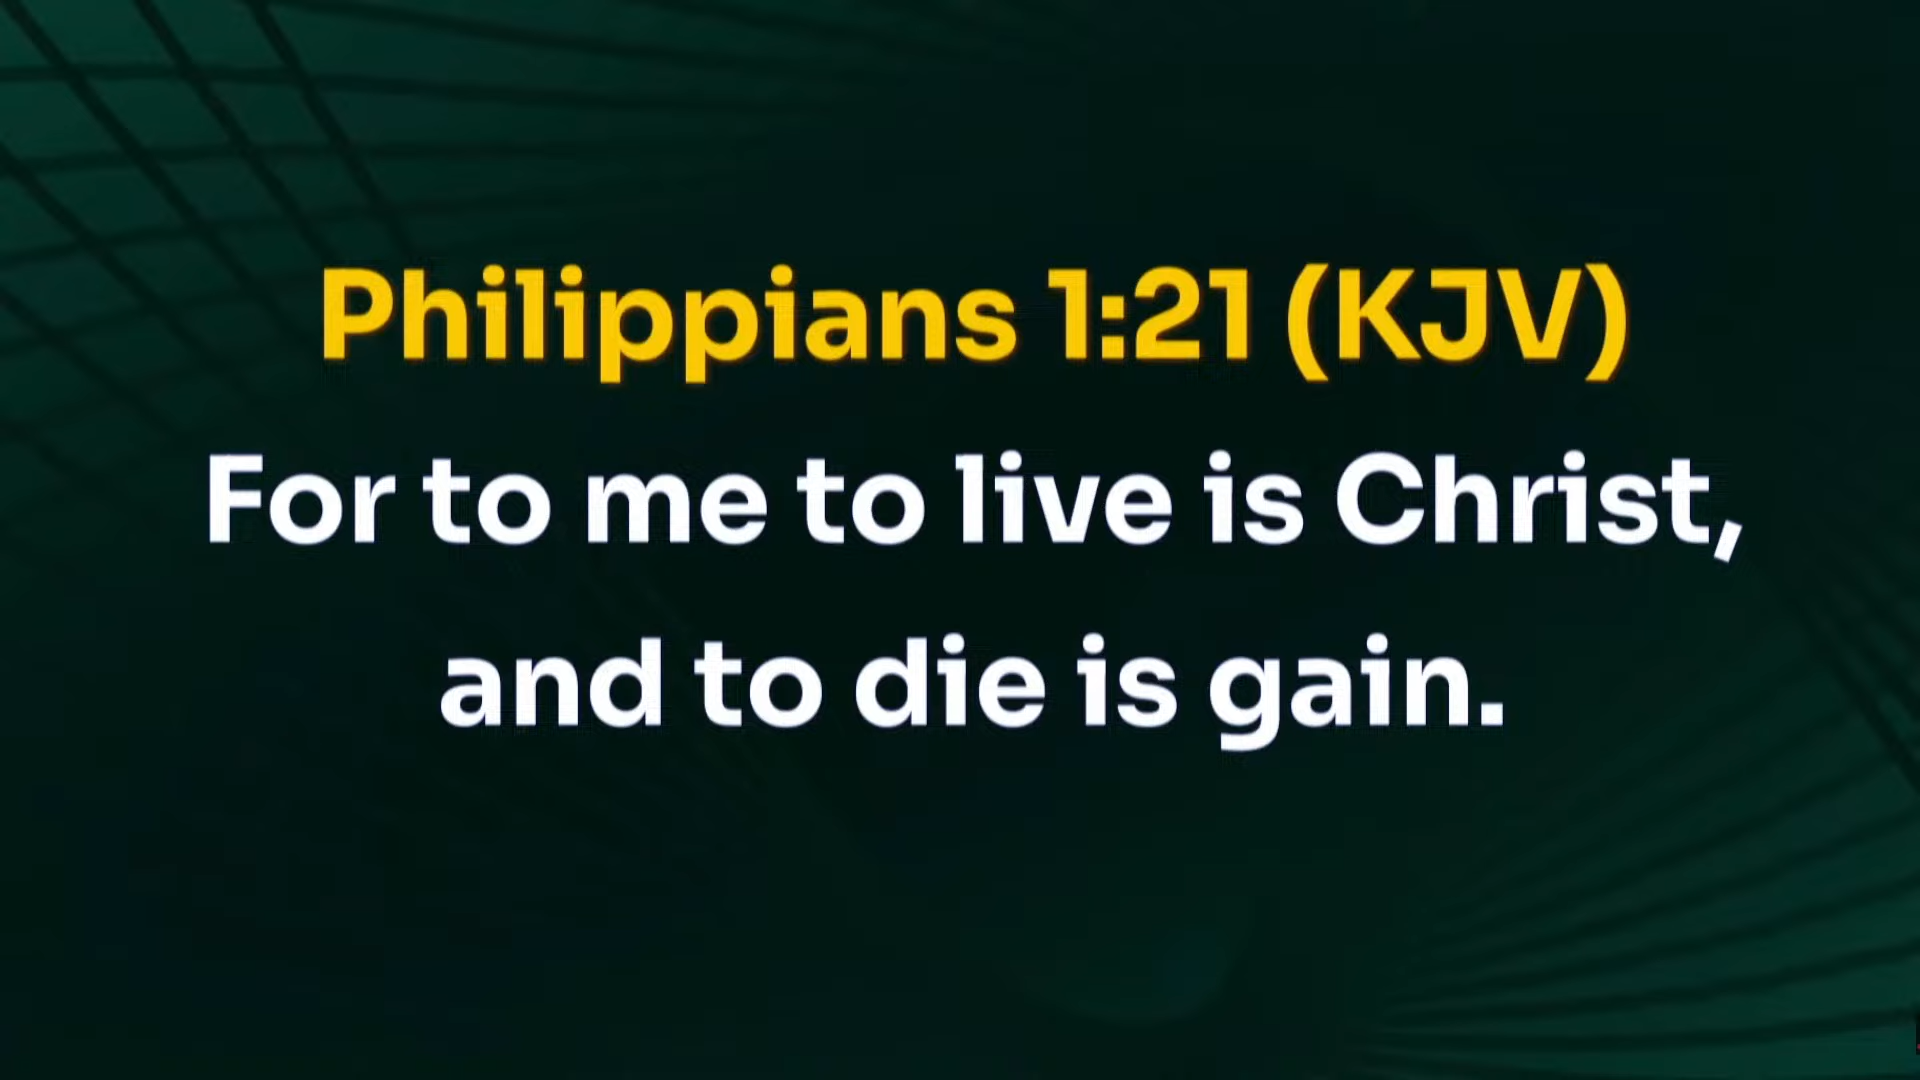 Philippians 1:21 (KJV)
For to me to live is Christ,
and to die is gain.